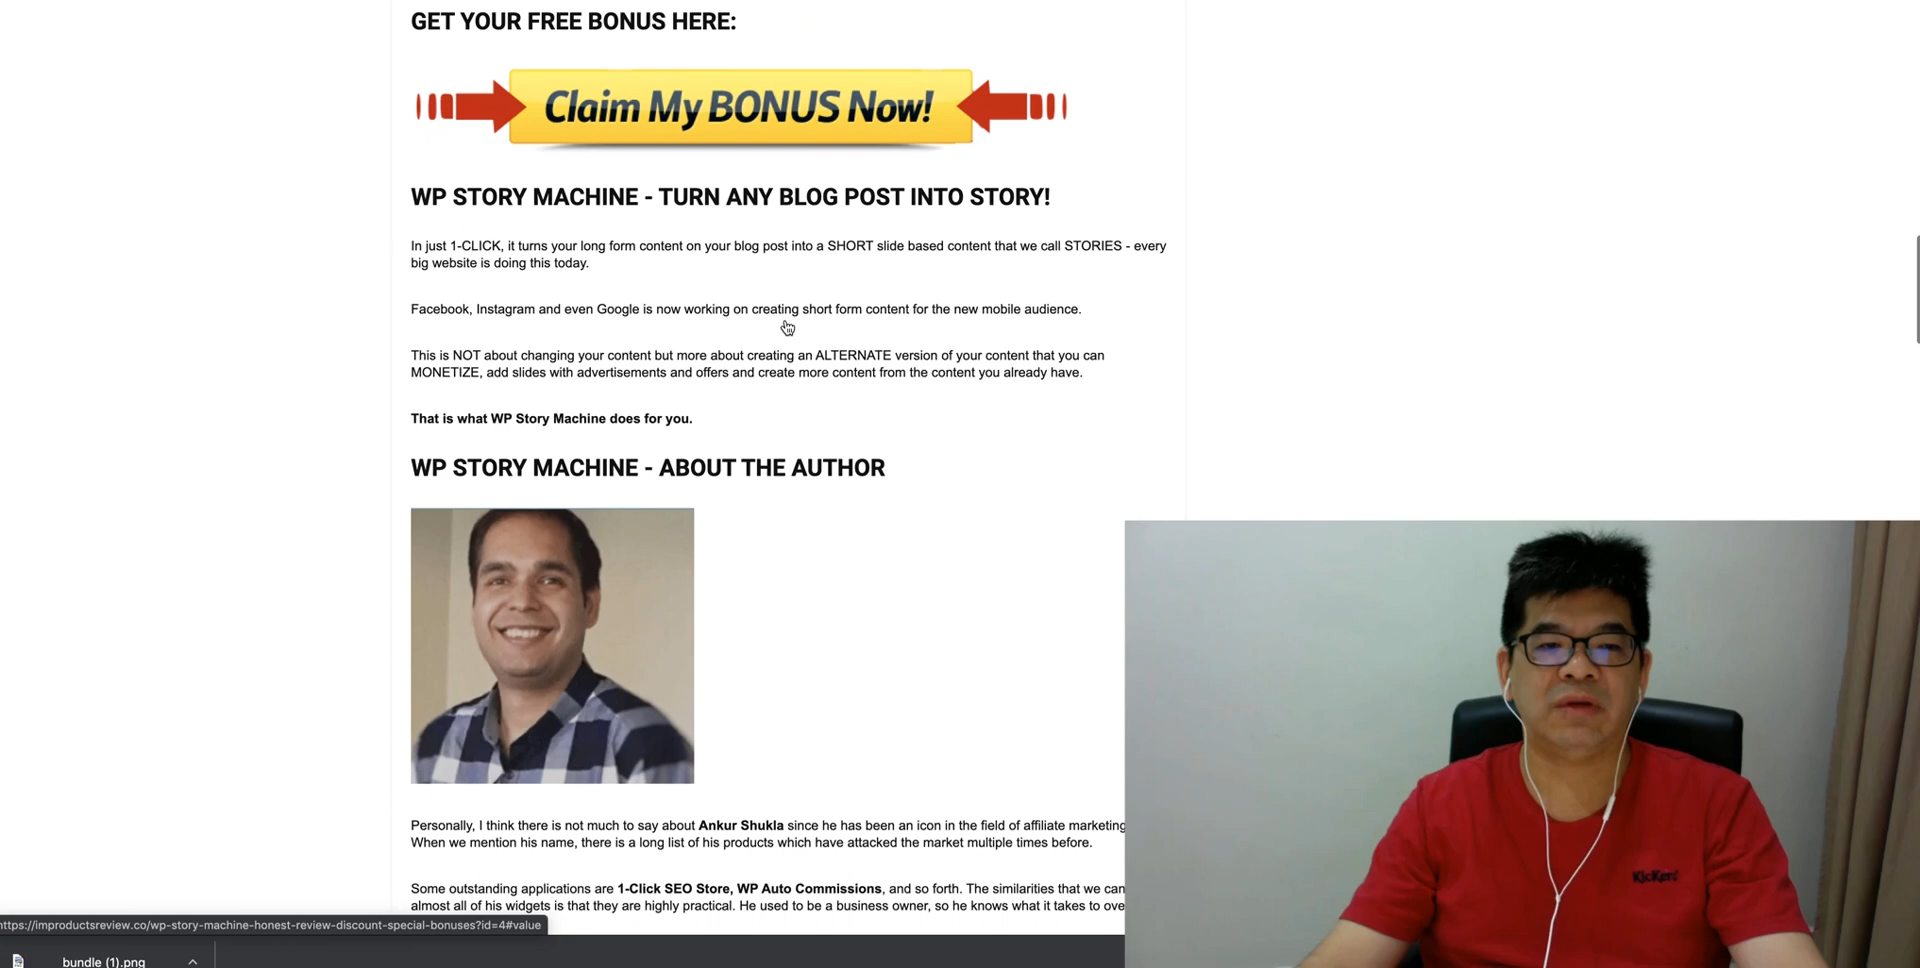 GET YOUR FREE BONUS HERE:
Claim My BONUS Now!
WP STORY MACHINE - TURN ANY BLOG POST INTO STORY!
In just 1-CLICK, it turns your long form content on your blog post into a SHORT slide based content that we call STORIES - every
big website is doing this today.
Facebook, Instagram and even Google is now working on creating short form content for the new mobile audience.
This is NOT about changing your content but more about creating an ALTERNATE version of your content that you can
MONETIZE, add slides with advertisements and offers and create more content from the content you already have.
That is what WP Story Machine does for you.
WP STORY MACHINE - ABOUT THE AUTHOR
Personally, I think there is not much to say about Ankur Shukla since he has been an icon in the field of affiliate marketing
When we mention his name, there is a long list of his products which have attacked the market multiple times before.
Some outstanding applications are 1-Click SEO Store, WP Auto Commissions, and so forth. The similarities that we can
almost all of his widgets is that they are highly practical. He used to be a business owner, so he knows what it takes to ove
https://improductsreview.co/wp-story-machine-honest-review-discount-special-bonuses?id=4#value
bundle (1).png
KicKers